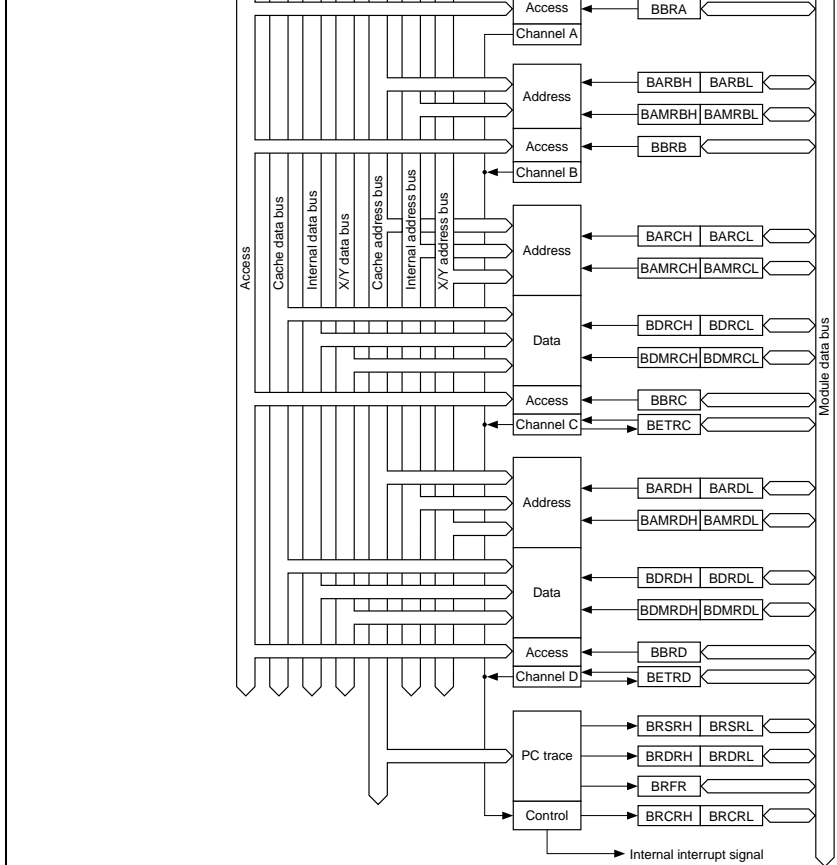 Access
BBRA
Channel A
Address
BARBH BARBL
BAMRBH BAMRBL
Access
BBRB
Channel B
Access
Cache data bus
Internal data bus
X/Y data bus
Cache address bus
Internal address bus
X/Y address bus
Address
BARCH BARCL
BAMRCH BAMRCL
Data
BDRCH BDRCL
BDMRCH BDMRCL
Module data bus
Access
BBRC
Channel C
BETRC
Address
BARDH BARDL
BAMRDH BAMRDL
Data
BDRDH BDRDL
BDMRDH BDMRDL
Access
BBRD
Channel D
BETRD
PC trace
BRSRH BRSRL
BRDRH BRDRL
BRFR
Control
BRCRH BRCRL
Internal interrupt signal